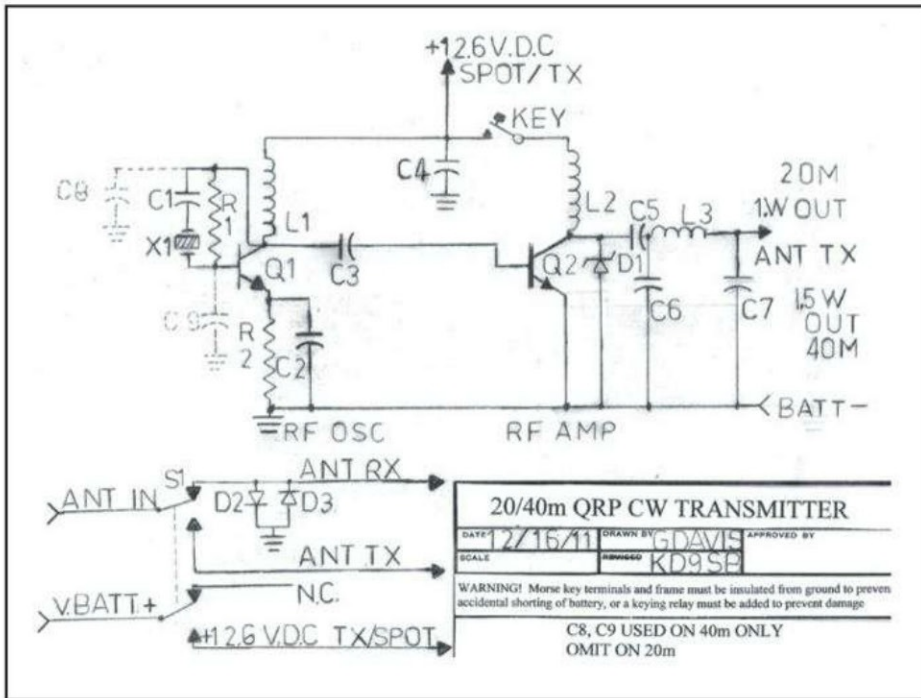 +12.6 V.D.C
SPOT/TX
KEY
C8
C1
R
1
X1
L1
C4
L2
C5
L3
20M
1.W OUT
ANT TX
Q1
C3
Q2
D1
C6
C7
1,5 W
OUT
40M
C9
R
2
C2
BATT-
RF OSC
RF AMP
S1
ANT RX
ANT IN
D2
D3
ANT TX
N.C.
V.BATT.+
+12.6 V.D.C TX/SPOT
20/40m QRP CW TRANSMITTER
DATE 12/16/11 DRAWN BY G.DAVIS APPROVED BY
SCALE REVISED KD9SB
WARNING! Morse key terminals and frame must be insulated from ground to preven
accidental shorting of battery, or a keying relay must be added to prevent damage
C8, C9 USED ON 40m ONLY
OMIT ON 20m